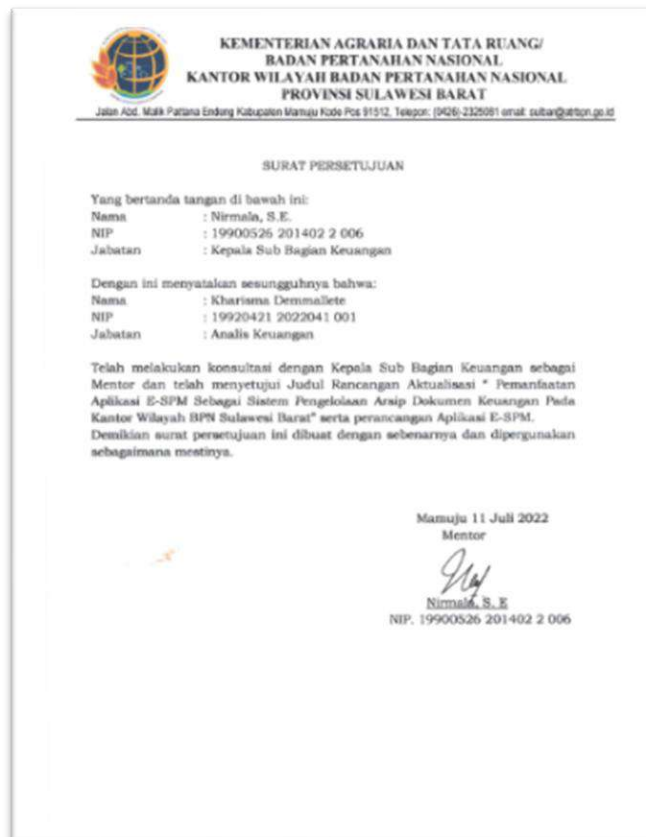 KEMENTERIAN AGRARIA DAN TATA RUANG/
BADAN PERTANAHAN NASIONAL
KANTOR WILAYAH BADAN PERTANAHAN NASIONAL
PROVINSI SULAWESI BARAT
Jalan Abd. Malik Pattana Endeng Kabupaten Mamuju Kode Pos 91512, Telepon: (0426)-2325081 email: sulbar@atrbpn.go.id
SURAT PERSETUJUAN
Yang bertanda tangan di bawah ini:
Nama : Nirmala, S.E.
NIP : 19900526 201402 2 006
Jabatan : Kepala Sub Bagian Keuangan
Dengan ini menyatakan sesungguhnya bahwa:
Nama : Kharisma Demmallete
NIP : 19920421 2022041 001
Jabatan : Analis Keuangan
Telah melakukan konsultasi dengan Kepala Sub Bagian Keuangan sebagai
Mentor dan telah menyetujui Judul Rancangan Aktualisasi " Pemanfaatan
Aplikasi E-SPM Sebagai Sistem Pengelolaan Arsip Dokumen Keuangan Pada
Kantor Wilayah BPN Sulawesi Barat" serta perancangan Aplikasi E-SPM.
Demikian surat persetujuan ini dibuat dengan sebenarnya dan dipergunakan
sebagaimana mestinya.
Mamuju 11 Juli 2022
Mentor
Nirmala, S. E
NIP. 19900526 201402 2 006